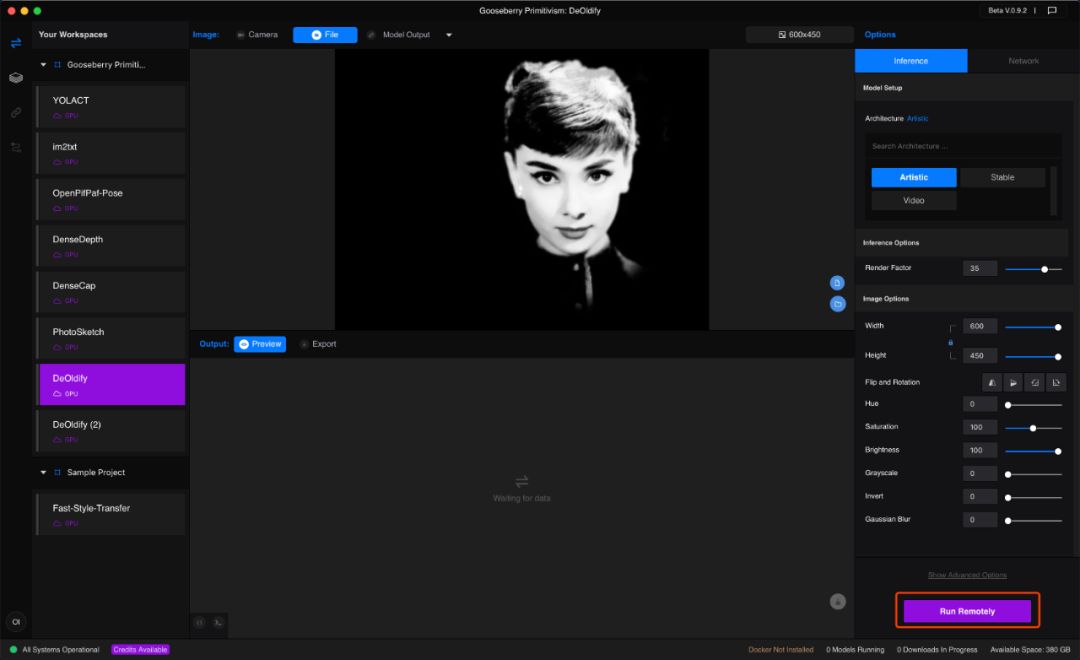 Gooseberry Primitivism: DeOldify
Beta V.0.9.2
Your Workspaces
Image: Camera File Model Output
600x450
Options
Gooseberry Primiti...
Inference Network
YOLACT
GPU
Model Setup
Architecture Artistic
im2txt
GPU
Search Architecture ...
Artistic Stable
Video
OpenPifPaf-Pose
GPU
DenseDepth
GPU
Inference Options
Render Factor 35
DenseCap
GPU
Image Options
PhotoSketch
GPU
Width 600
Height 450
Output: Preview Export
DeOldify
GPU
Flip and Rotation
Hue 0
DeOldify (2)
GPU
Saturation 100
Brightness 100
Sample Project
Grayscale 0
Waiting for data
Invert 0
Fast-Style-Transfer
GPU
Gaussian Blur 0
Show Advanced Options
Run Remotely
OI
All Systems Operational Credits Available
Docker Not Installed 0 Models Running 0 Downloads In Progress Available Space: 380 GB